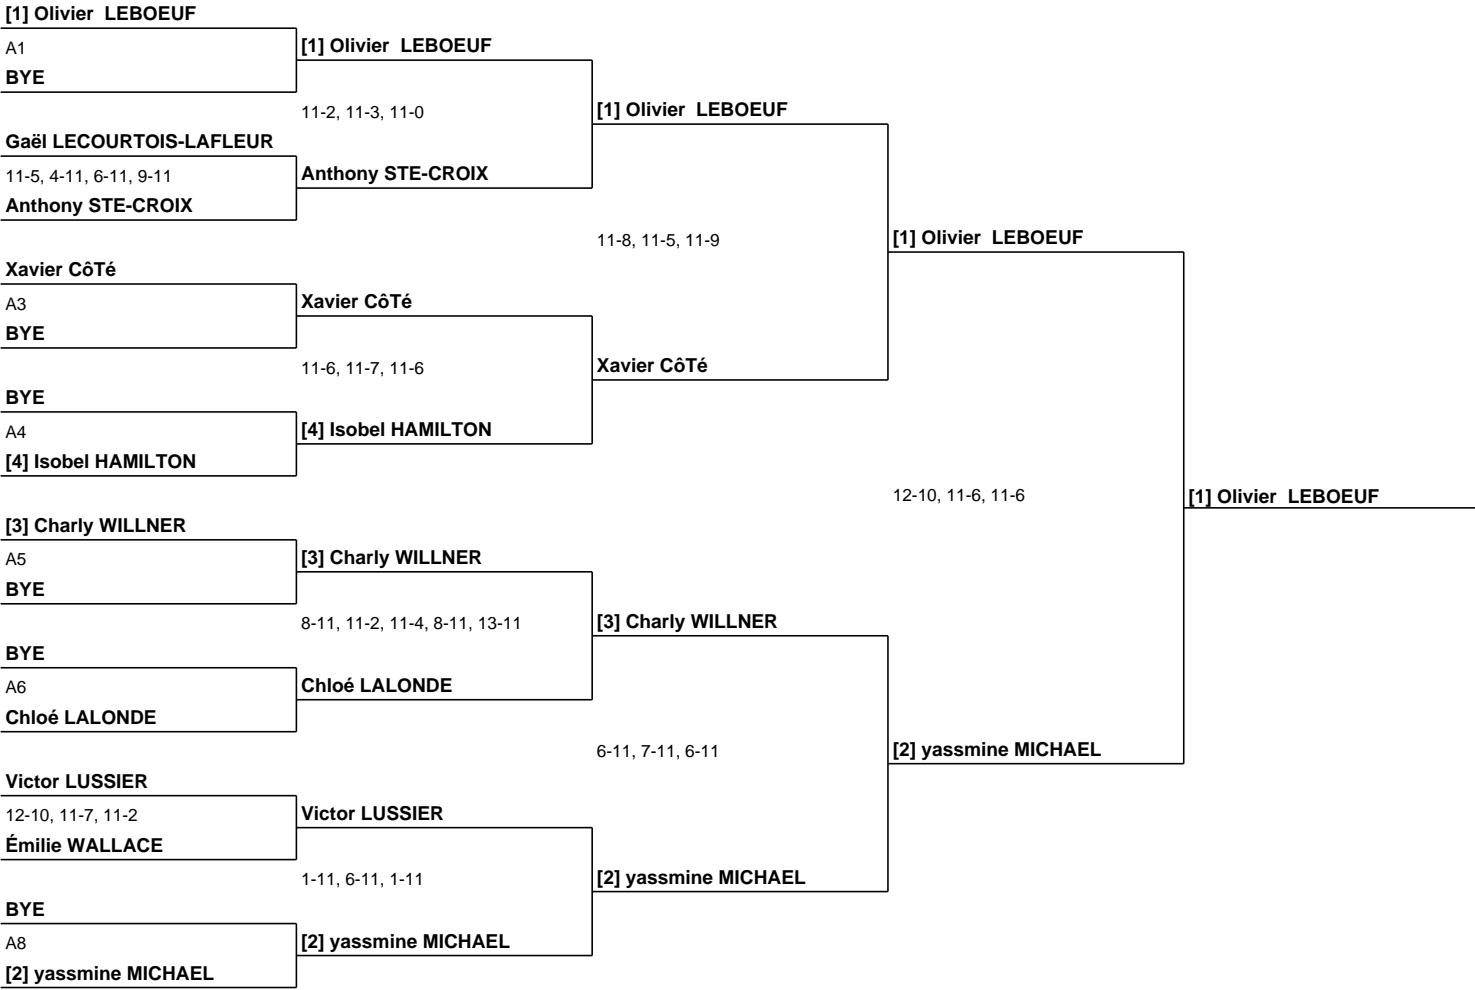 [1] Olivier  LEBOEUF
A1
BYE
[1] Olivier  LEBOEUF
11-2, 11-3, 11-0
[1] Olivier  LEBOEUF
Gaël LECOURTOIS-LAFLEUR
11-5, 4-11, 6-11, 9-11
Anthony STE-CROIX
Anthony STE-CROIX
11-8, 11-5, 11-9
[1] Olivier  LEBOEUF
Xavier CôTé
A3
BYE
Xavier CôTé
11-6, 11-7, 11-6
Xavier CôTé
BYE
A4
[4] Isobel HAMILTON
[4] Isobel HAMILTON
12-10, 11-6, 11-6
[1] Olivier  LEBOEUF
[3] Charly WILLNER
A5
BYE
[3] Charly WILLNER
8-11, 11-2, 11-4, 8-11, 13-11
[3] Charly WILLNER
BYE
A6
Chloé LALONDE
Chloé LALONDE
6-11, 7-11, 6-11
[2] yassmine MICHAEL
Victor LUSSIER
12-10, 11-7, 11-2
Émilie WALLACE
Victor LUSSIER
1-11, 6-11, 1-11
[2] yassmine MICHAEL
BYE
A8
[2] yassmine MICHAEL
[2] yassmine MICHAEL